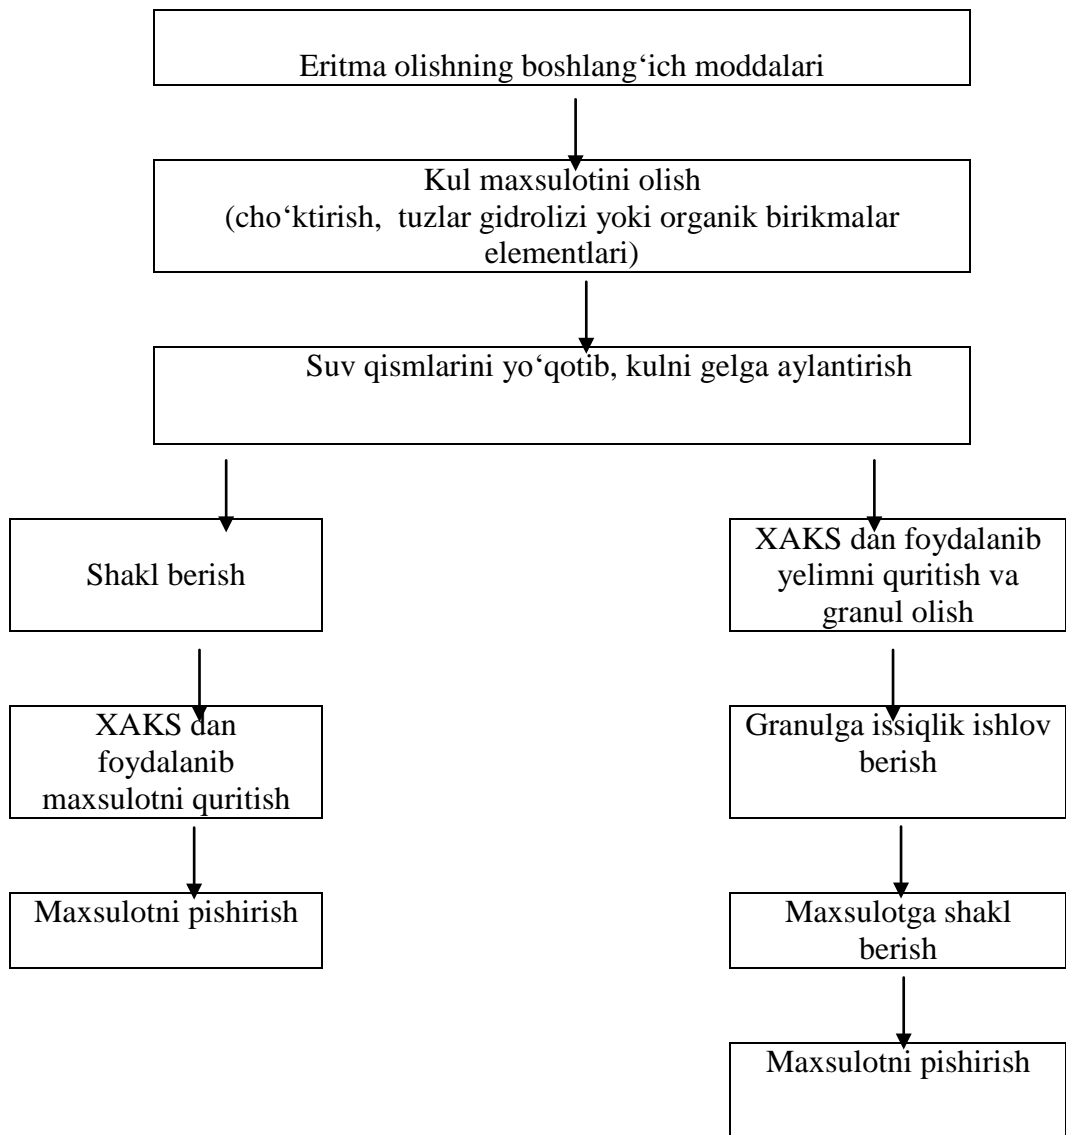 Eritma olishning boshlang‘ich moddalari
Kul maxsulotini olish
(cho‘ktirish, tuzlar gidrolizi yoki organik birikmalar
elementlari)
Suv qismlarini yo‘qotib, kulni gelga aylantirish
Shakl berish
XAKS dan
foydalanib
maxsulotni quritish
Maxsulotni pishirish
XAKS dan foydalanib
yelimni quritish va
granul olish
Granulga issiqlik ishlov
berish
Maxsulotga shakl
berish
Maxsulotni pishirish